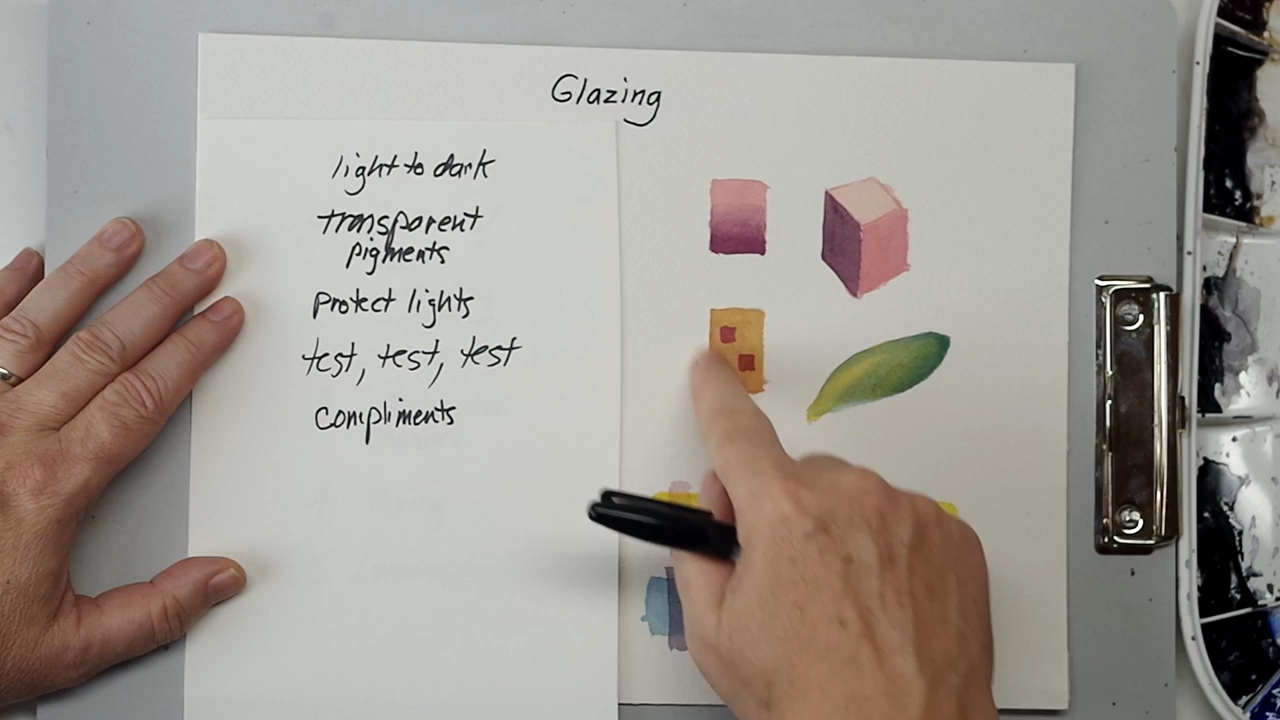 Glazing
light to dark
transparent
pigments
protect lights
test, test, test
compliments